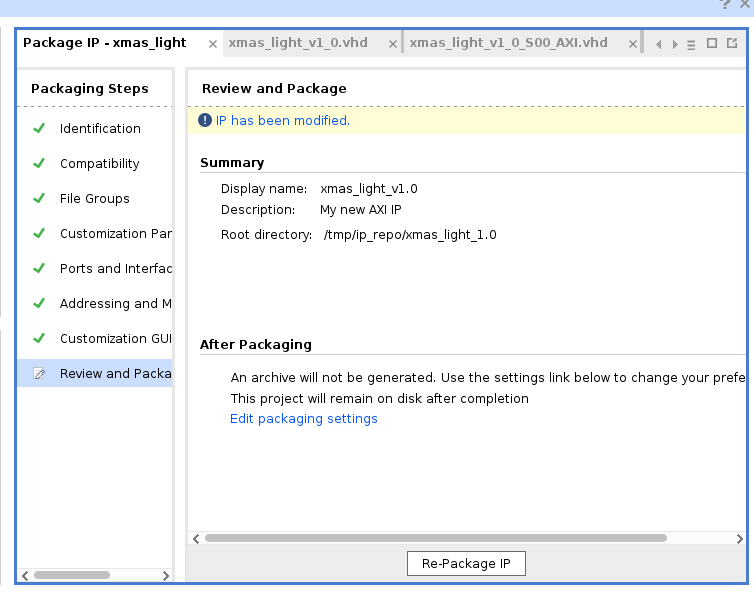 Package IP - xmas_light
xmas_light_v1_0.vhd
xmas_light_v1_0_S00_AXI.vhd
Packaging Steps
Identification
Compatibility
File Groups
Customization Par
Ports and Interfac
Addressing and M
Customization GUI
Review and Packa
Review and Package
IP has been modified.
Summary
Display name: xmas_light_v1.0
Description: My new AXI IP
Root directory: /tmp/ip_repo/xmas_light_1.0
After Packaging
An archive will not be generated. Use the settings link below to change your prefe
This project will remain on disk after completion
Edit packaging settings
Re-Package IP